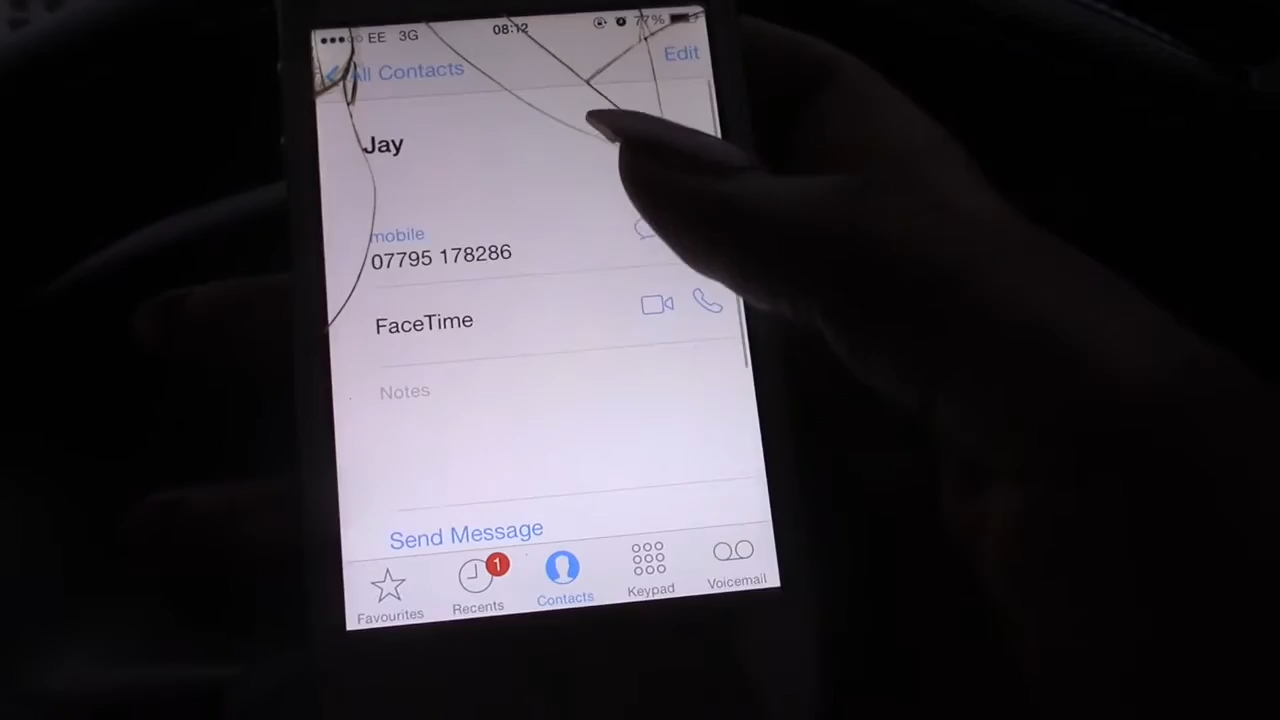 EE 3G 08:12 77%
All Contacts Edit
Jay
mobile
07795 178286
FaceTime
Notes
Send Message
1
Favourites Recents Contacts Keypad Voicemail